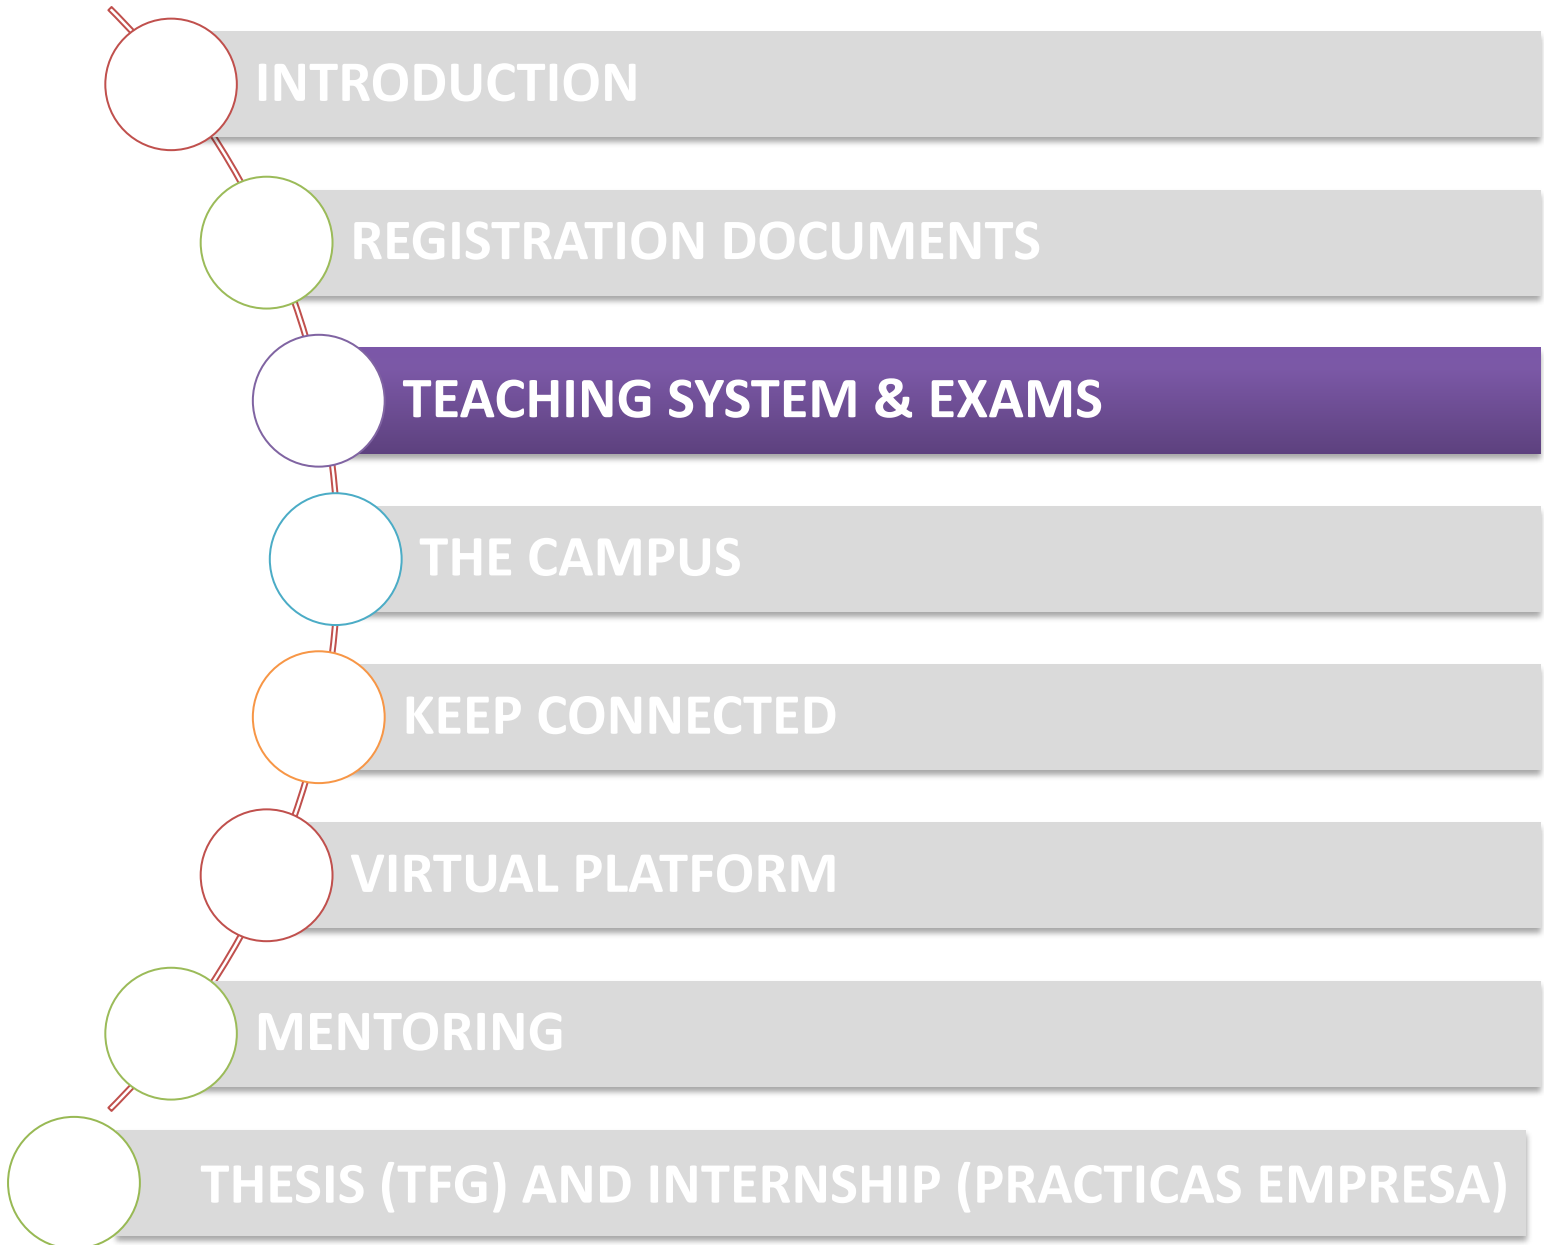 INTRODUCTION
REGISTRATION DOCUMENTS
TEACHING SYSTEM & EXAMS
THE CAMPUS
KEEP CONNECTED
VIRTUAL PLATFORM
MENTORING
THESIS (TFG) AND INTERNSHIP (PRACTICAS EMPRESA)